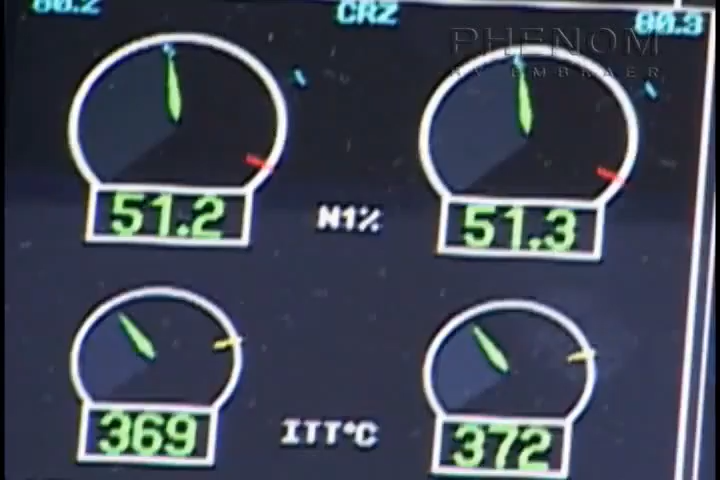 80.2 CRZ 80.3
PHENOM
BY EMBRAER
51.2 N1% 51.3
369 ITT°C 372